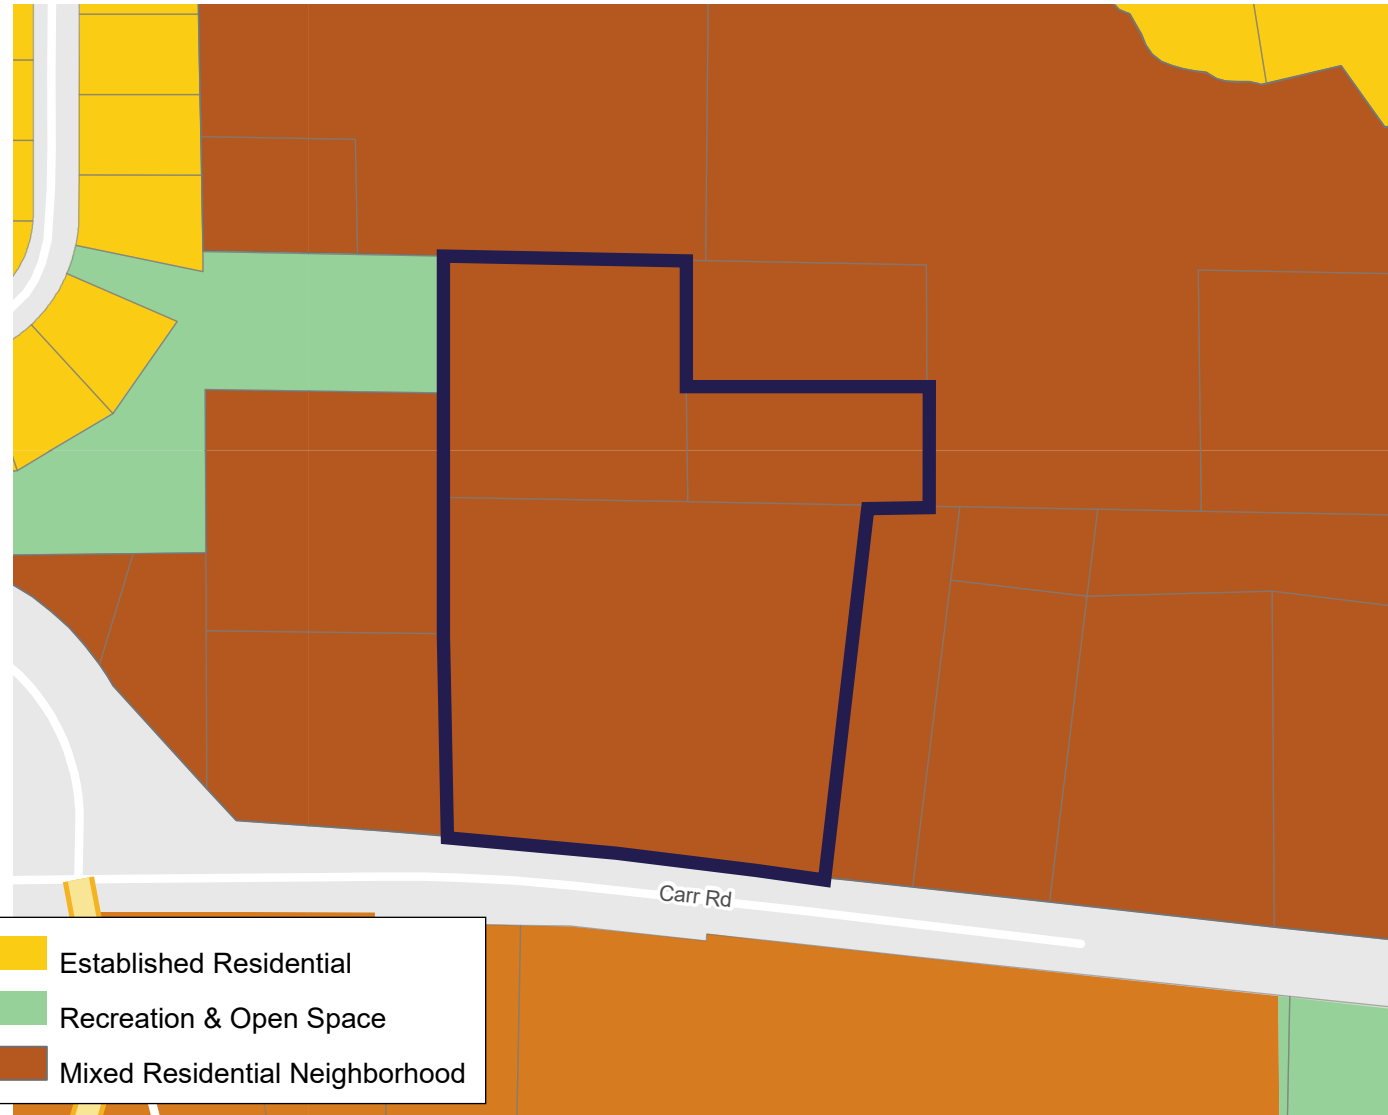 Carr Rd
Established Residential
Recreation & Open Space
Mixed Residential Neighborhood